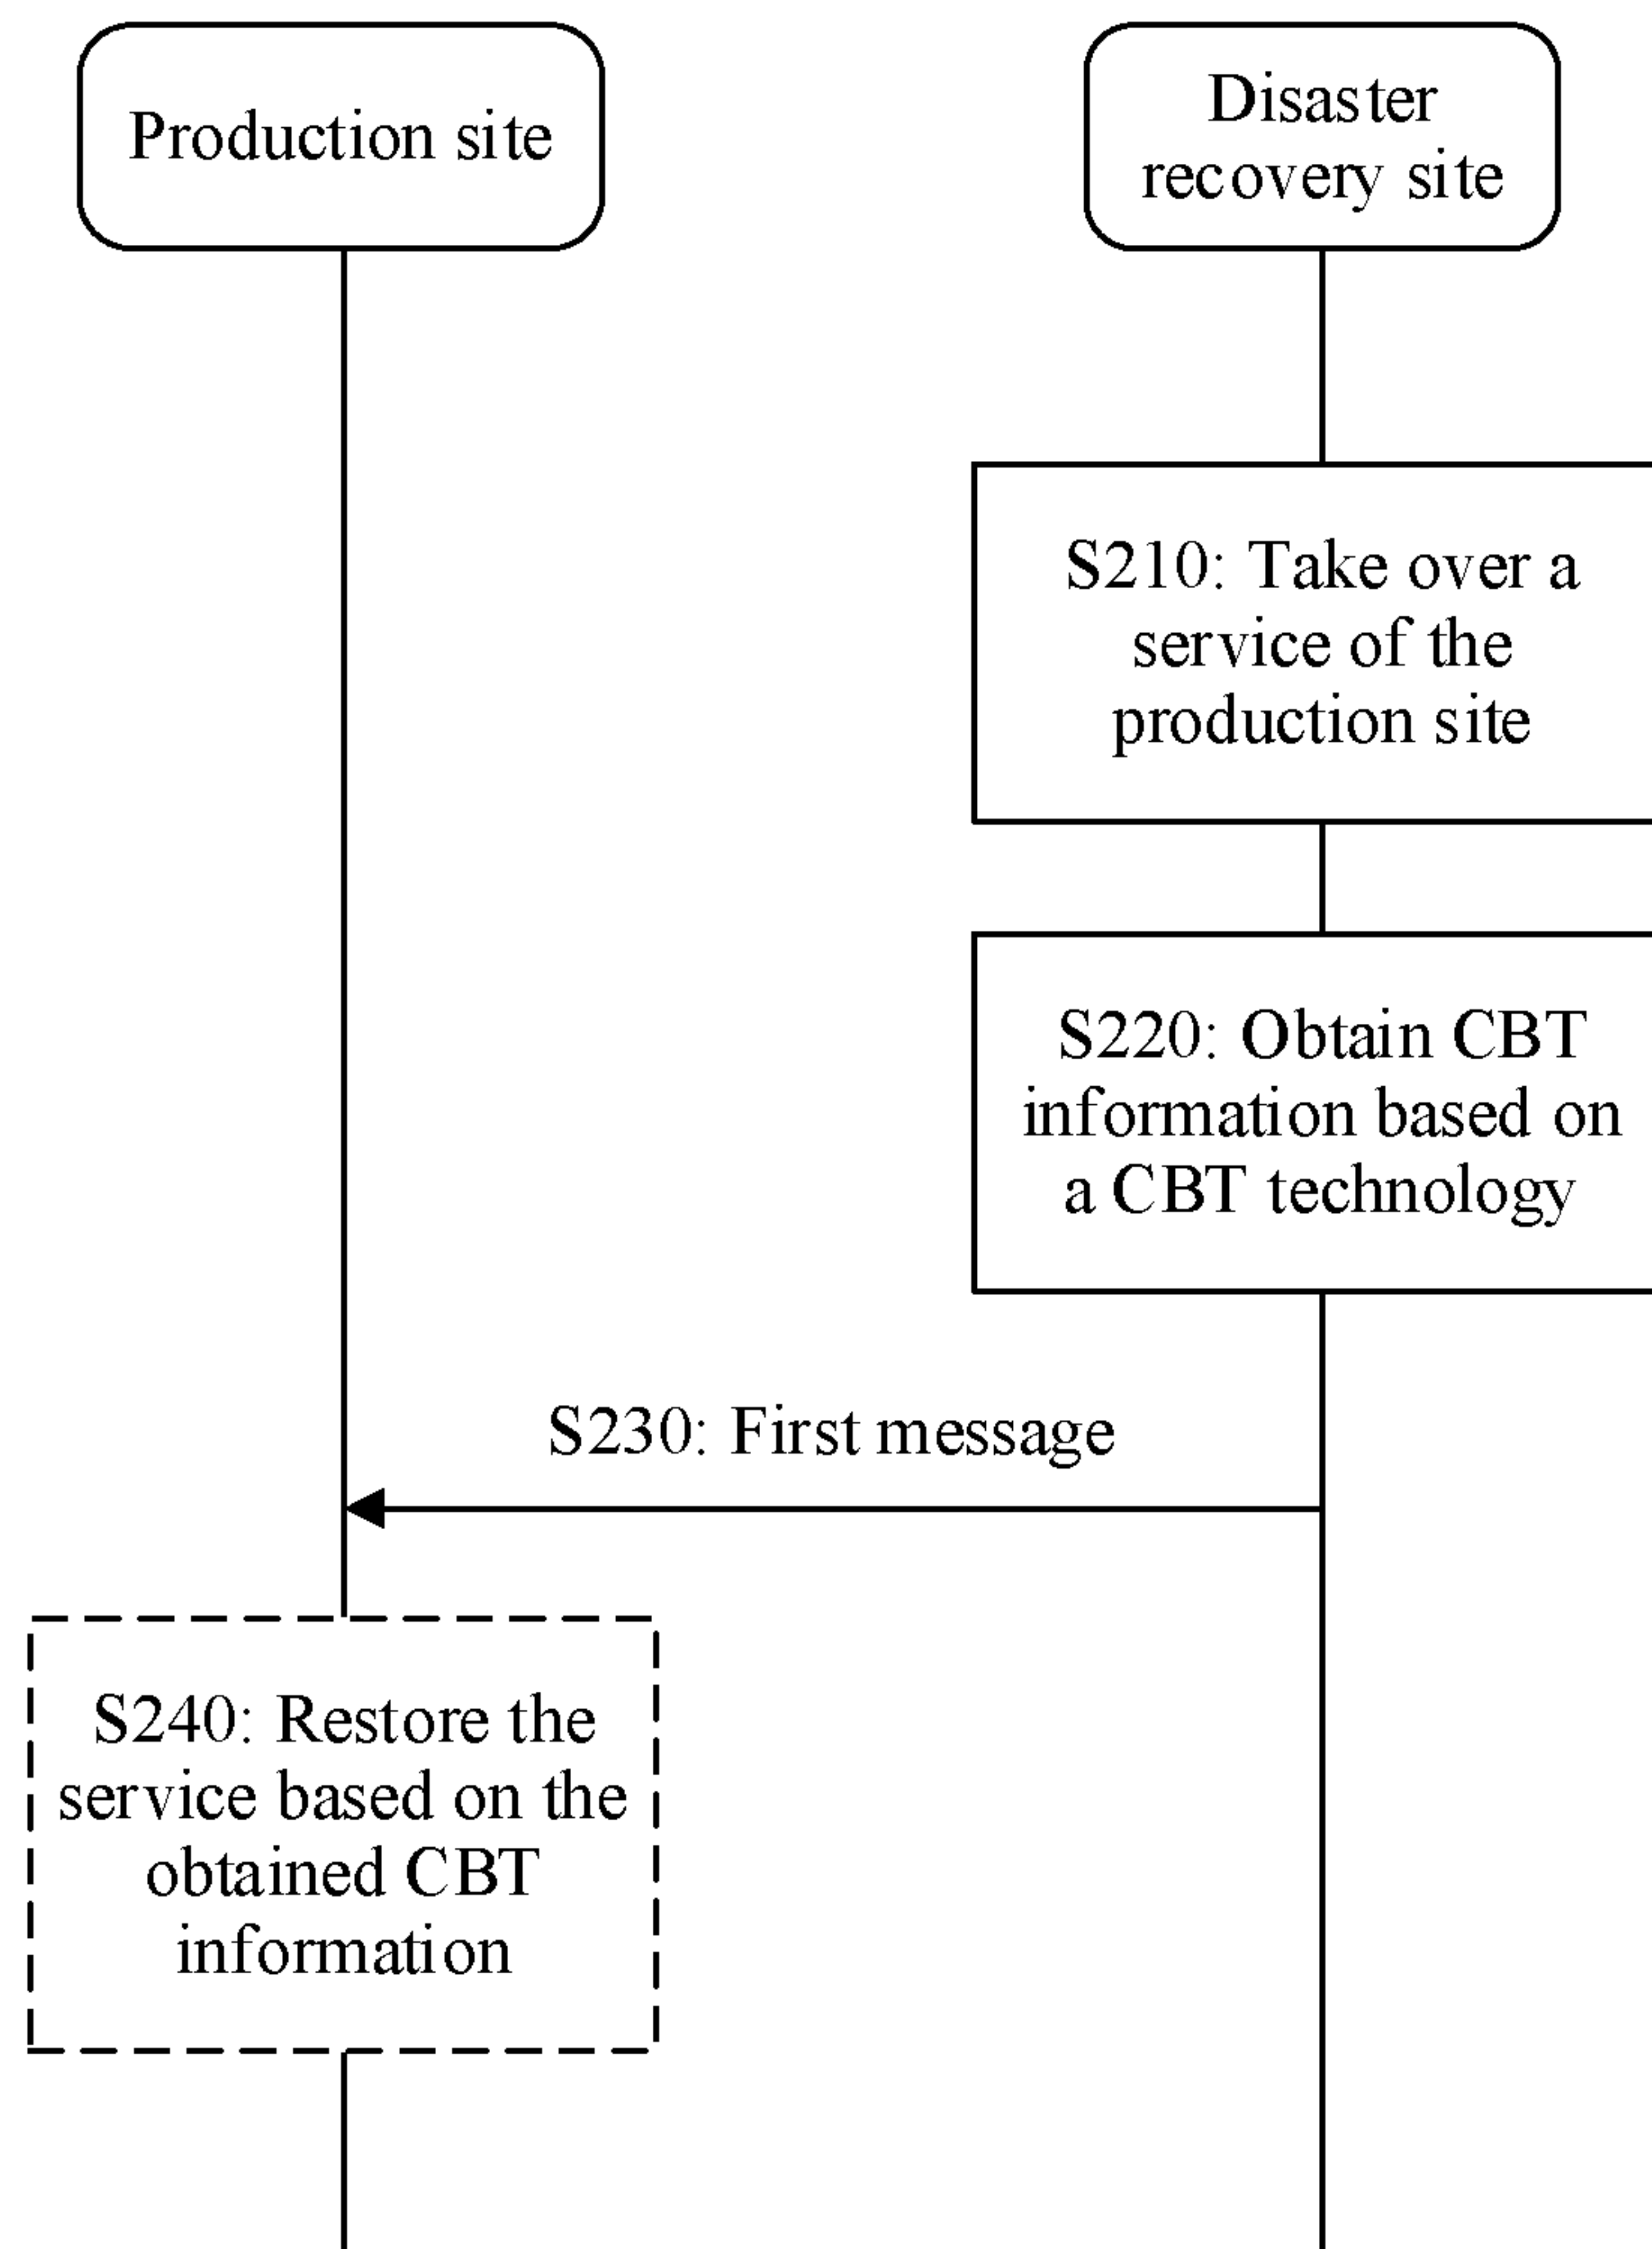 Production site
Disaster
recovery site
S210: Take over a
service of the
production site
S220: Obtain CBT
information based on
a CBT technology
S230: First message
S240: Restore the
service based on the
obtained CBT
information